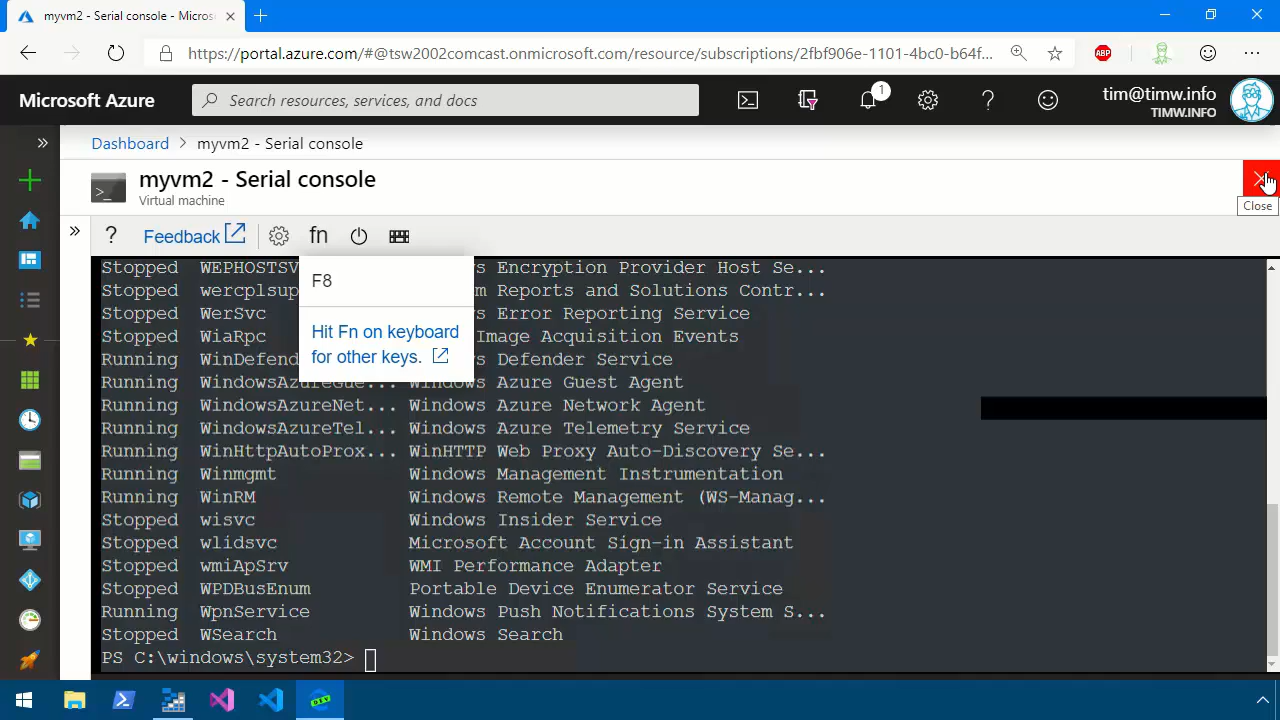 myvm2 - Serial console - Micros
https://portal.azure.com/#@tsw2002comcast.onmicrosoft.com/resource/subscriptions/2fbf906e-1101-4bc0-b64f...
ABP
Microsoft Azure
Search resources, services, and docs
1
tim@timw.info
TIMW.INFO
Dashboard > myvm2 - Serial console
myvm2 - Serial console
Virtual machine
Close
? Feedback fn
F8
Hit Fn on keyboard
for other keys.
Stopped WEPHOSTSV s Encryption Provider Host Se...
Stopped wercplsup m Reports and Solutions Contr...
Stopped WerSvc s Error Reporting Service
Stopped WiaRpc Image Acquisition Events
Running WinDefend s Defender Service
Running WindowsAzureGue... Windows Azure Guest Agent
Running WindowsAzureNet... Windows Azure Network Agent
Running WindowsAzureTel... Windows Azure Telemetry Service
Running WinHttpAutoProx... WinHTTP Web Proxy Auto-Discovery Se...
Running Winmgmt Windows Management Instrumentation
Running WinRM Windows Remote Management (WS-Manag...
Stopped wisvc Windows Insider Service
Stopped wlidsvc Microsoft Account Sign-in Assistant
Stopped wmiApSrv WMI Performance Adapter
Stopped WPDBusEnum Portable Device Enumerator Service
Running WpnService Windows Push Notifications System S...
Stopped WSearch Windows Search
PS C:\windows\system32>
DEV